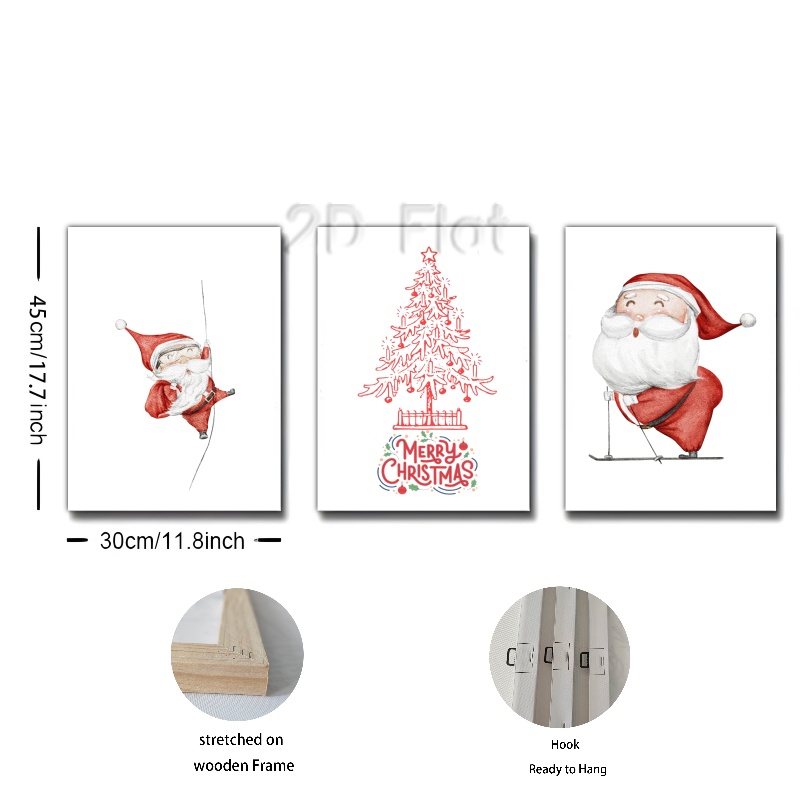 2D Flat
45cm/17.7inch
MERRY
CHRISTMAS
30cm/11.8inch
stretched on
wooden Frame
Hook
Ready to Hang